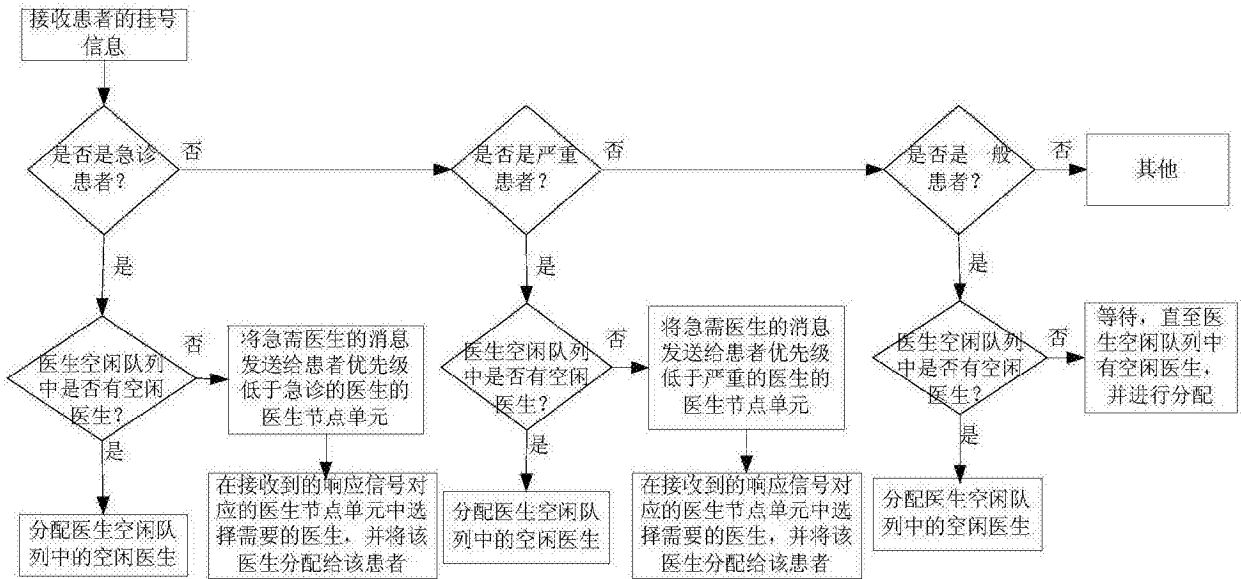 接收患者的挂号
信息
是否是急诊
患者？
否
是否是严重
患者？
否
是否是一般
患者？
否
其他
是
是
是
医生空闲队列
中是否有空闲
医生？
否
将急需医生的消息
发送给患者优先级
低于急诊的医生的
医生节点单元
医生空闲队列
中是否有空闲
医生？
否
将急需医生的消息
发送给患者优先级
低于严重的医生的
医生节点单元
医生空闲队列
中是否有空闲
医生？
否
等待，直至医
生空闲队列中
有空闲医生，
并进行分配
是
是
是
分配医生空闲队
列中的空闲医生
在接收到的响应信号对
应的医生节点单元中选
择需要的医生，并将该
医生分配给该患者
分配医生空闲队
列中的空闲医生
在接收到的响应信号对
应的医生节点单元中选
择需要的医生，并将该
医生分配给该患者
分配医生空闲队
列中的空闲医生